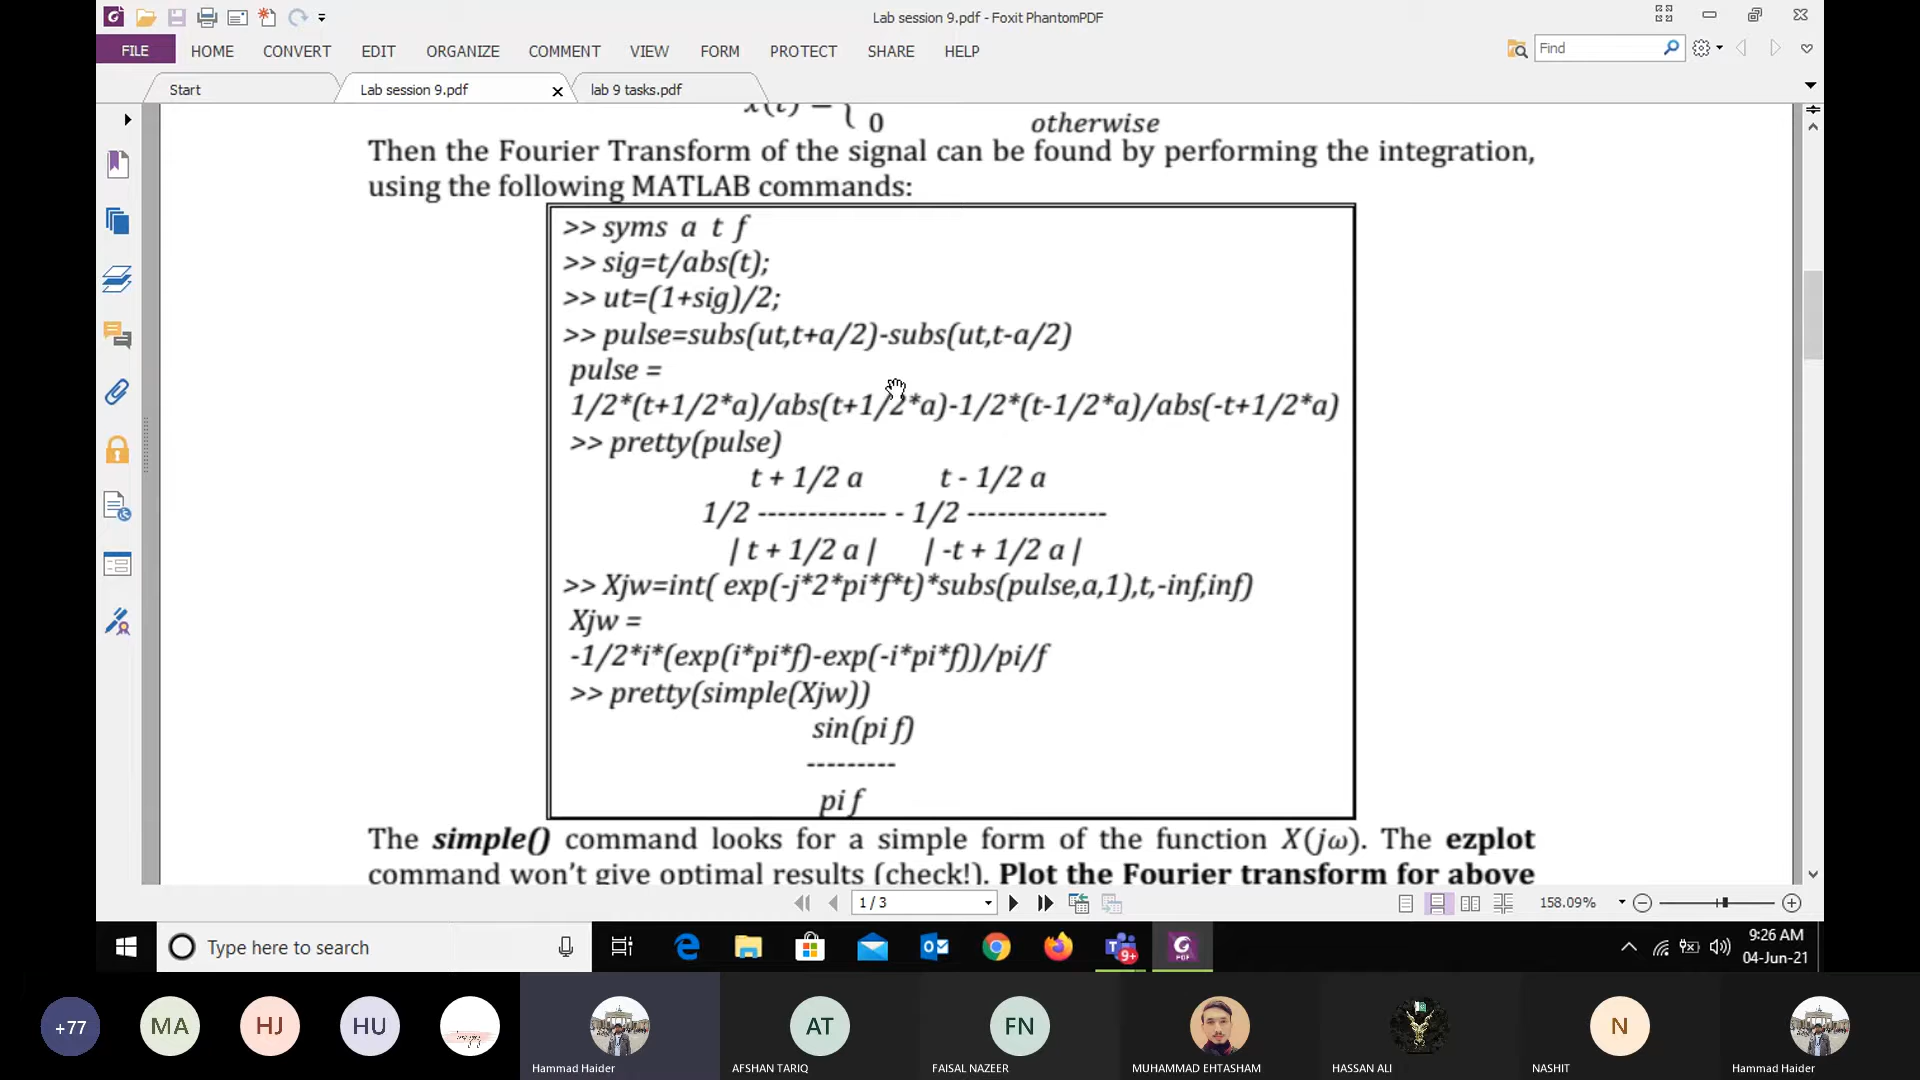 Lab session 9.pdf - Foxit PhantomPDF
FILE HOME CONVERT EDIT ORGANIZE COMMENT VIEW FORM PROTECT SHARE HELP Find
Start Lab session 9.pdf lab 9 tasks.pdf
x(t) = {
0 otherwise
Then the Fourier Transform of the signal can be found by performing the integration,
using the following MATLAB commands:
>> syms a t f
>> sig=t/abs(t);
>> ut=(1+sig)/2;
>> pulse=subs(ut,t+a/2)-subs(ut,t-a/2)
pulse =
1/2*(t+1/2*a)/abs(t+1/2*a)-1/2*(t-1/2*a)/abs(-t+1/2*a)
>> pretty(pulse)
t + 1/2 a t - 1/2 a
1/2 ------------- - 1/2 --------------
| t + 1/2 a | | -t + 1/2 a |
>> Xjw=int( exp(-j*2*pi*f*t)*subs(pulse,a,1),t,-inf,inf)
Xjw =
-1/2*i*(exp(i*pi*f)-exp(-i*pi*f))/pi/f
>> pretty(simple(Xjw))
sin(pi f)
---------
pi f
The simple() command looks for a simple form of the function X(jω). The ezplot
command won't give optimal results (check!). Plot the Fourier transform for above
1 / 3 158.09%
Type here to search 9+ PDF 9:26 AM
04-Jun-21
+77 MA HJ HU AT FN N
Hammad Haider AFSHAN TARIQ FAISAL NAZEER MUHAMMAD EHTASHAM HASSAN ALI NASHIT Hammad Haider